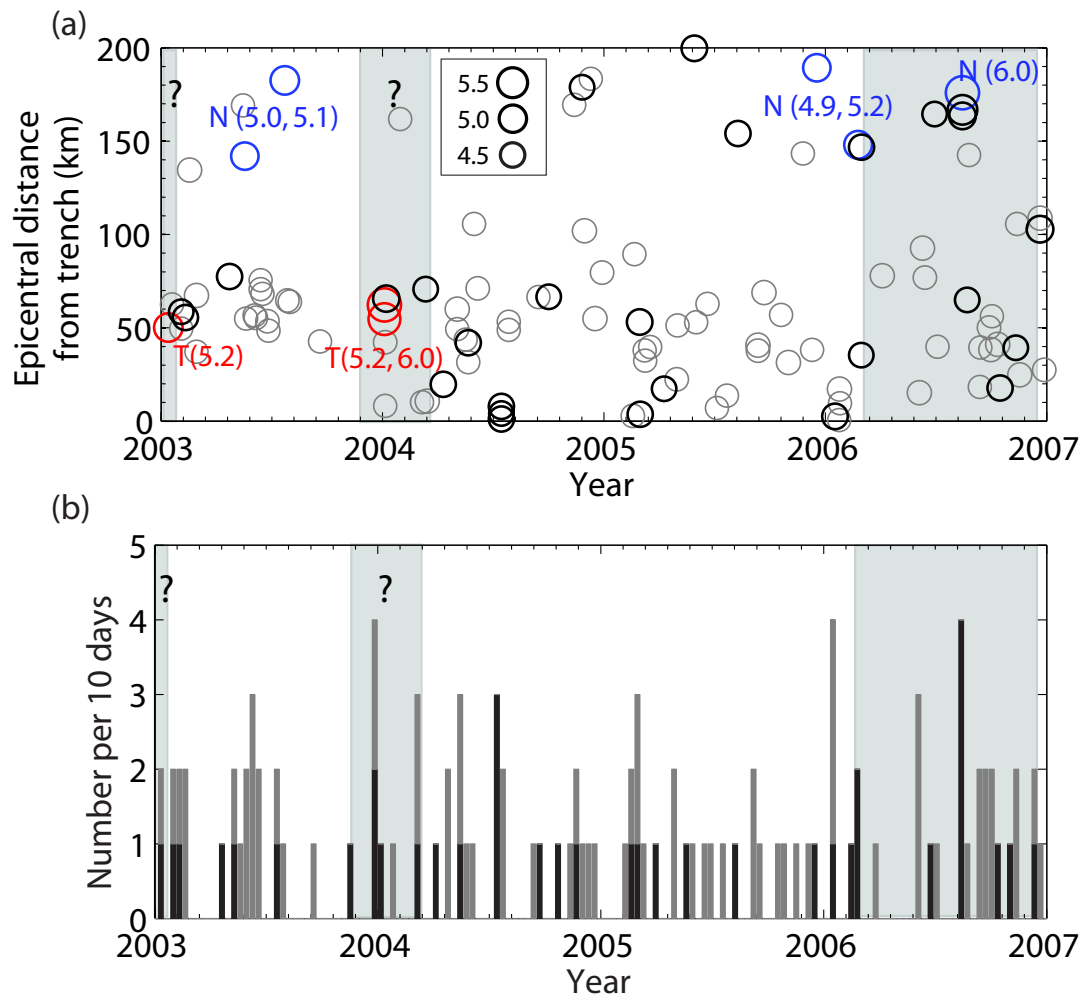 (a)
200
150
100
50
0
Epicentral distance
from trench (km)
?
?
N (5.0, 5.1)
5.5
5.0
4.5
N (4.9, 5.2)
N (6.0)
T(5.2)
T(5.2, 6.0)
2003
2004
2005
2006
2007
Year
(b)
5
4
3
2
1
0
Number per 10 days
?
?
2003
2004
2005
2006
2007
Year